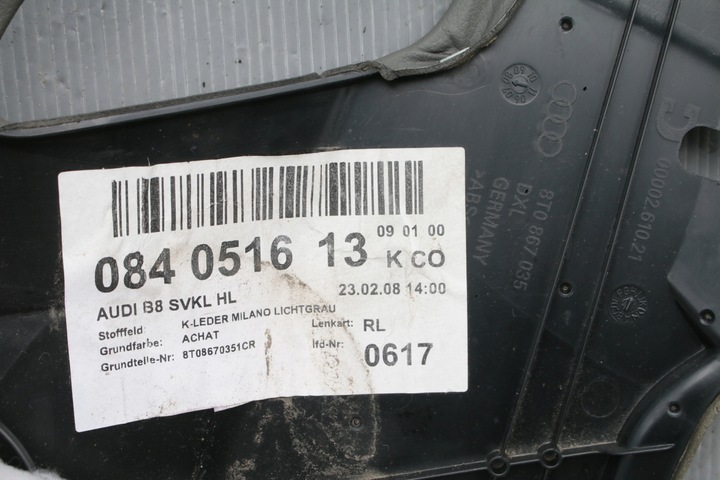 084 0516 13 09 01 00
K CO
AUDI B8 SVKL HL 23.02.08 14:00
Stofffeld: K-LEDER MILANO LICHTGRAU
Grundfarbe: ACHAT Lenkart: RL
Grundteile-Nr: 8T08670351CR lfd-Nr: 0617
8T0 867 035
DXL
GERMANY
>ABS<
60002.610.21